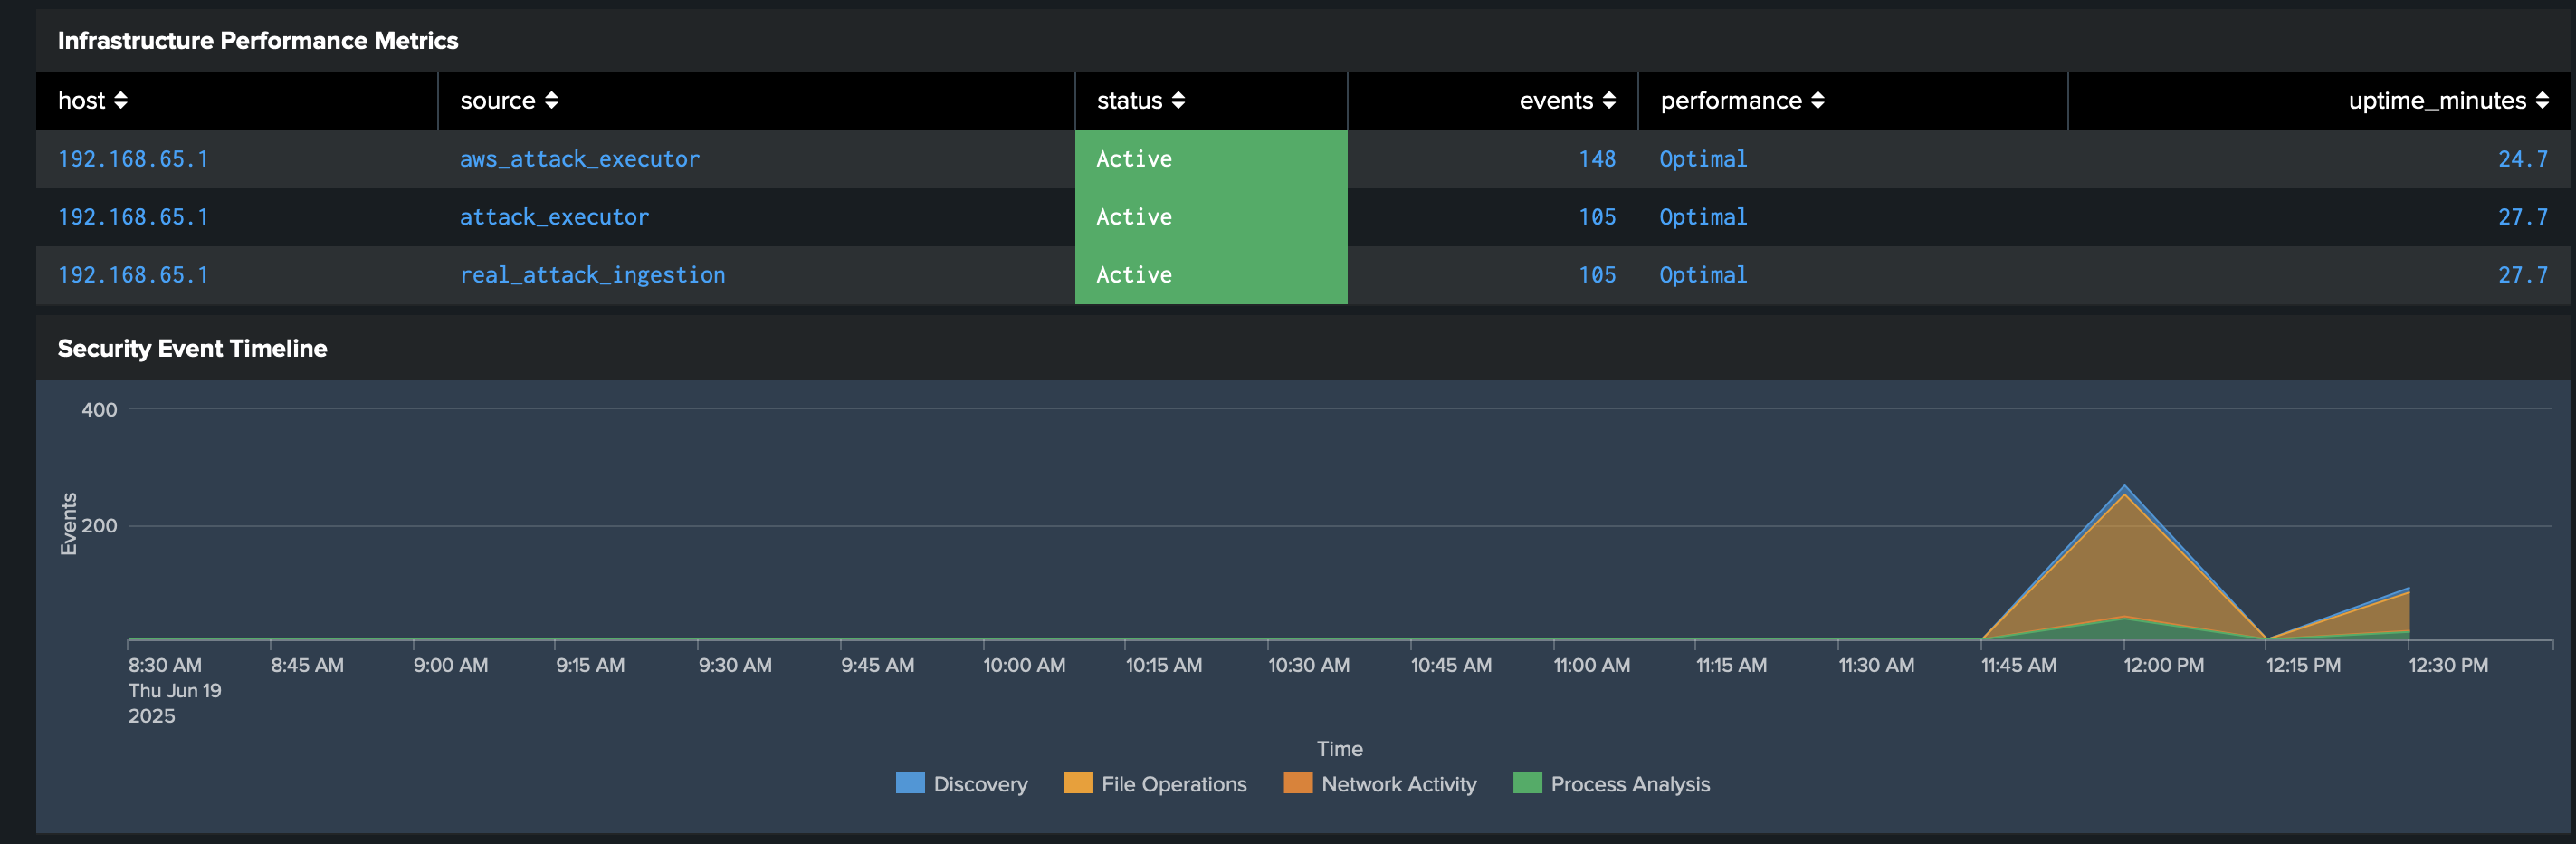 Infrastructure Performance Metrics
host source status events performance uptime_minutes
192.168.65.1 aws_attack_executor Active 148 Optimal 24.7
192.168.65.1 attack_executor Active 105 Optimal 27.7
192.168.65.1 real_attack_ingestion Active 105 Optimal 27.7
Security Event Timeline
400
200
Events
8:30 AM 8:45 AM 9:00 AM 9:15 AM 9:30 AM 9:45 AM 10:00 AM 10:15 AM 10:30 AM 10:45 AM 11:00 AM 11:15 AM 11:30 AM 11:45 AM 12:00 PM 12:15 PM 12:30 PM
Thu Jun 19
2025
Time
Discovery File Operations Network Activity Process Analysis